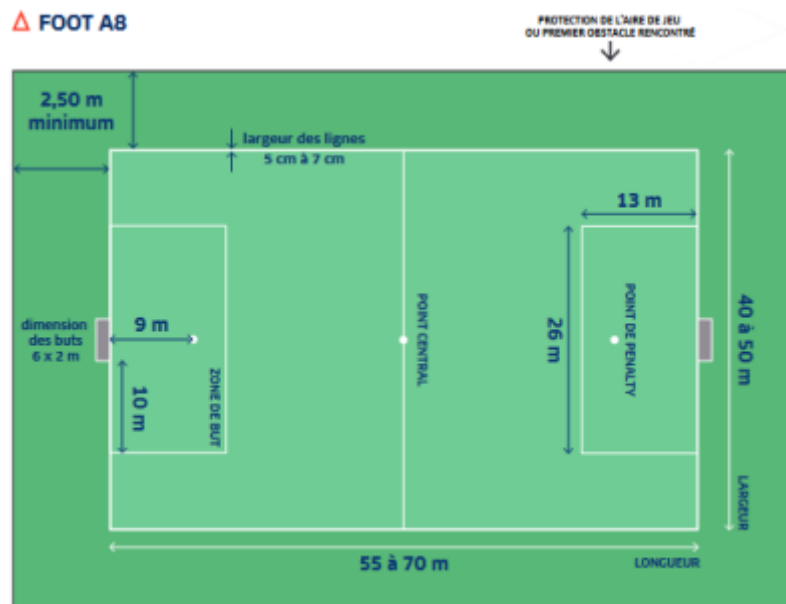 FOOT A8
PROTECTION DE L'AIRE DE JEU
OU PREMIER OBSTACLE RENCONTRÉ
2,50 m
minimum
largeur des lignes
5 cm à 7 cm
13 m
dimension
des buts
6 x 2 m
9 m
10 m
ZONE DE BUT
POINT CENTRAL
26 m
POINT DE PENALTY
40 à 50 m
LARGEUR
55 à 70 m
LONGUEUR